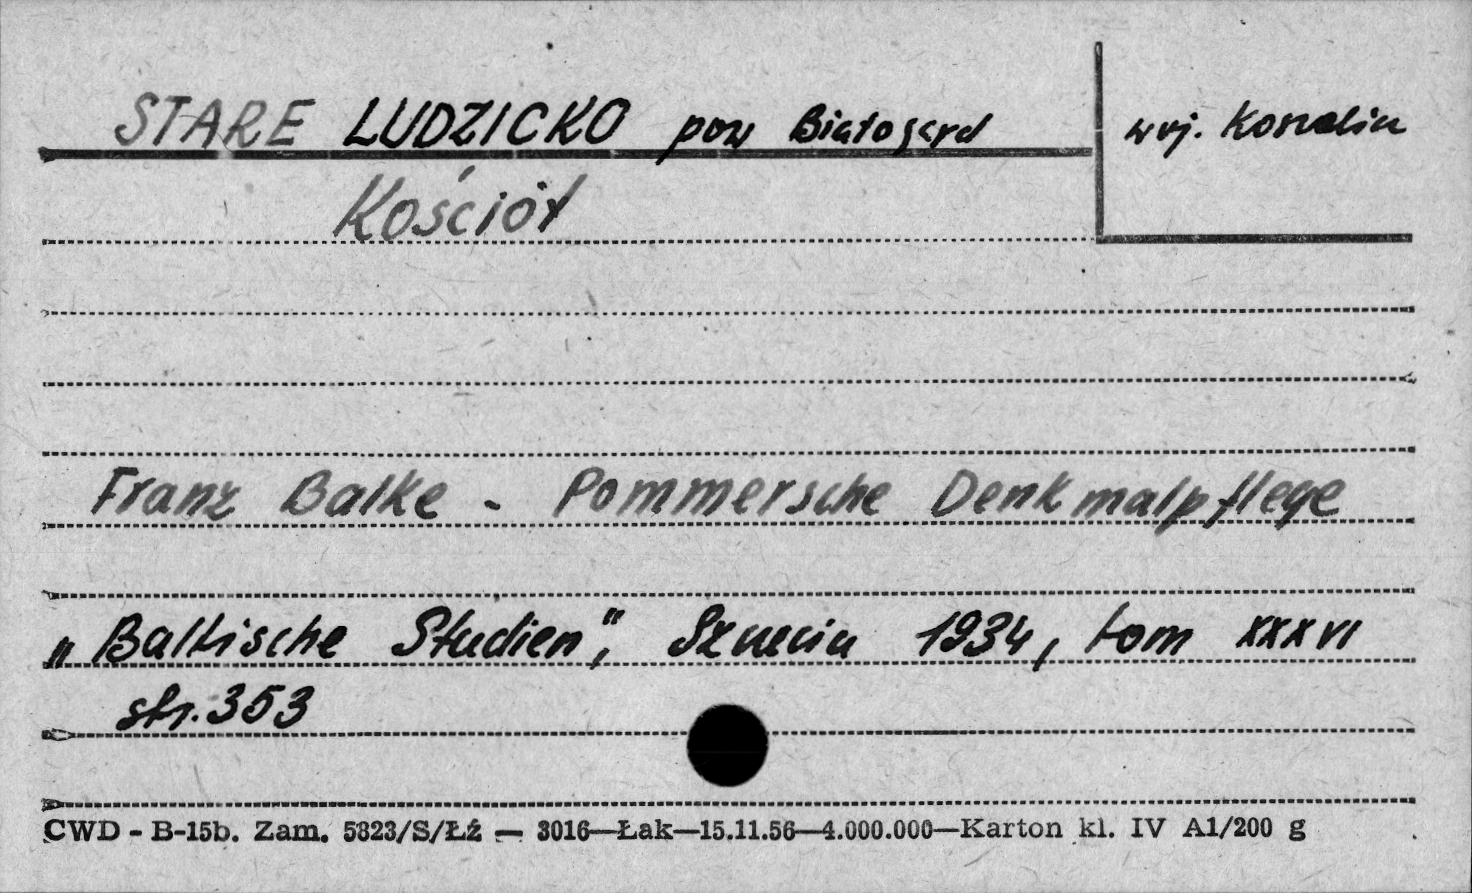 STARE LUDZICKO pow Białogard woj. Koszalin
Kościół
Franz Balke - Pommersche Denkmalpflege
„Baltische Studien", Szczecin 1934, tom XXXVI
str. 353
CWD - B-15b. Zam. 5823/S/Łź — 3016—Łak—15.11.56—4.000.000—Karton kl. IV A1/200 g